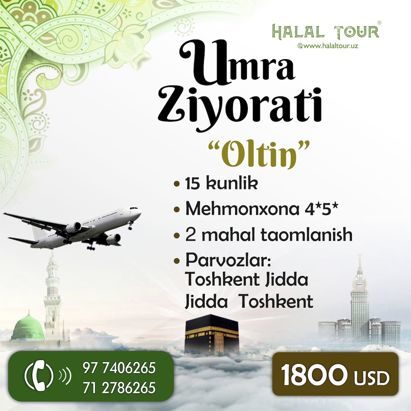 HALAL TOUR®
www.halaltour.uz
Umra
Ziyorati
“Oltin”
• 15 kunlik
• Mehmonxona 4*5*
• 2 mahal taomlanish
• Parvozlar:
Toshkent Jidda
Jidda Toshkent
97 7406265
71 2786265
1800 USD